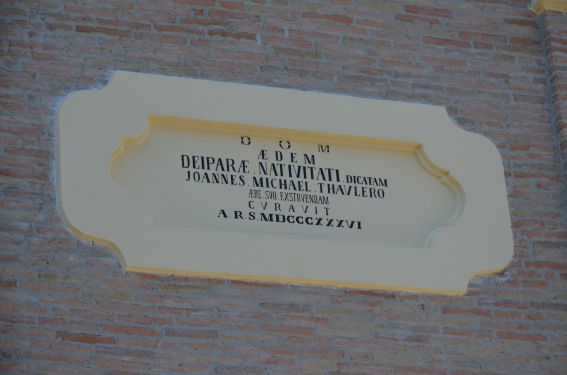 D O M
ÆDEM
DEIPARÆ. NATIVITATI. DICATAM
JOANNES. MICHAEL. THAVLERO
ÆRE. SVO. EXSTRVENDAM
CVRAVIT
A.R.S.MDCCCXXXVI